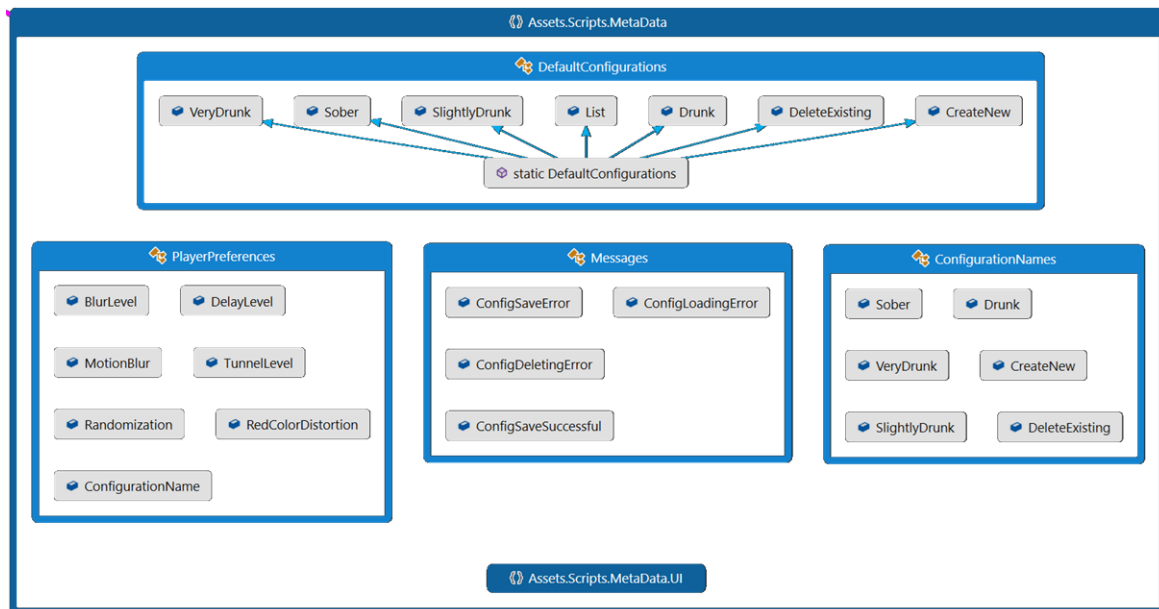 Assets.Scripts.MetaData
DefaultConfigurations
VeryDrunk Sober SlightlyDrunk List Drunk DeleteExisting CreateNew
static DefaultConfigurations
PlayerPreferences
BlurLevel DelayLevel
MotionBlur TunnelLevel
Randomization RedColorDistortion
ConfigurationName
Messages
ConfigSaveError ConfigLoadingError
ConfigDeletingError
ConfigSaveSuccessful
ConfigurationNames
Sober Drunk
VeryDrunk CreateNew
SlightlyDrunk DeleteExisting
Assets.Scripts.MetaData.UI